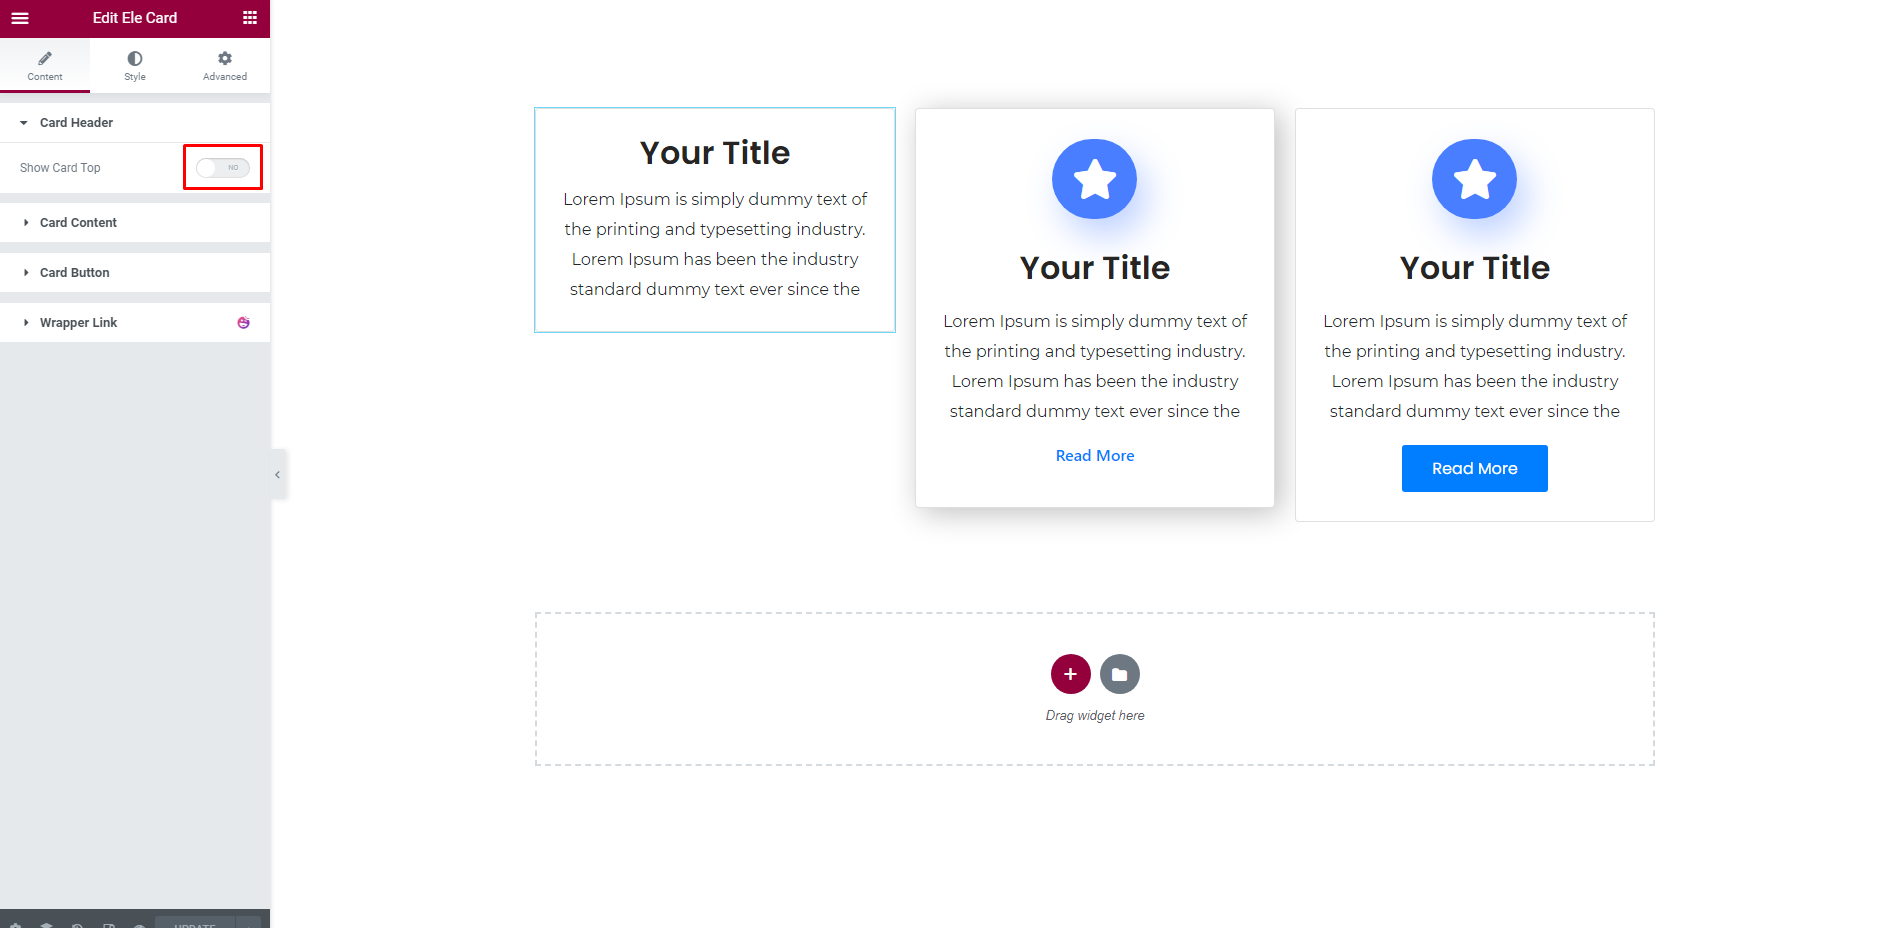 Edit Ele Card
Content
Style
Advanced
Card Header
Show Card Top
NO
Card Content
Card Button
Wrapper Link
UPDATE
Your Title
Lorem Ipsum is simply dummy text of
the printing and typesetting industry.
Lorem Ipsum has been the industry
standard dummy text ever since the
Your Title
Lorem Ipsum is simply dummy text of
the printing and typesetting industry.
Lorem Ipsum has been the industry
standard dummy text ever since the
Read More
Your Title
Lorem Ipsum is simply dummy text of
the printing and typesetting industry.
Lorem Ipsum has been the industry
standard dummy text ever since the
Read More
Drag widget here